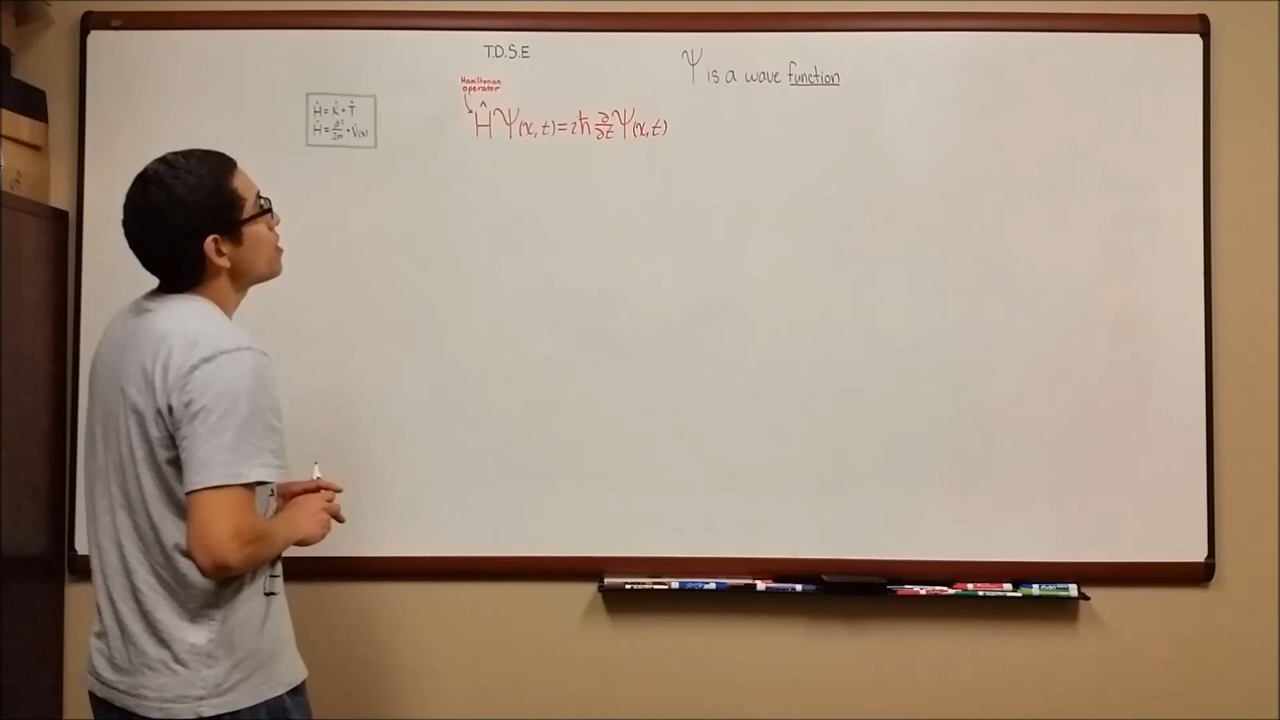 T.D.S.E
Ψ is a wave function
Hamiltonian
operator
ĤΨ(x,t)=iℏ ∂/∂t Ψ(x,t)
Ĥ = K̂ + T̂
Ĥ = p̂²/2m + V̂(x)